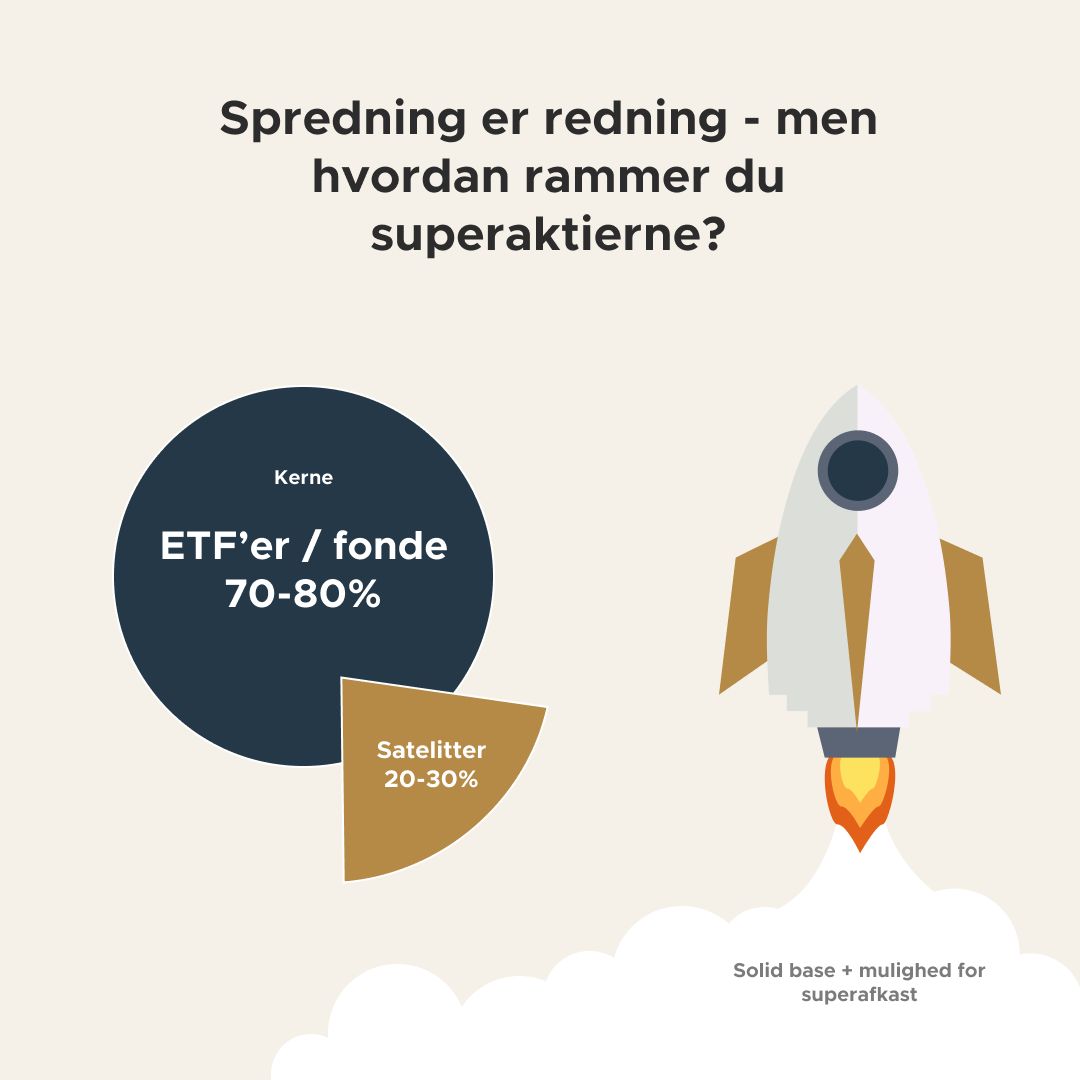 Spredning er redning - men
hvordan rammer du
superaktierne?
Kerne
ETF’er / fonde
70-80%
Satelitter
20-30%
Solid base + mulighed for
superafkast